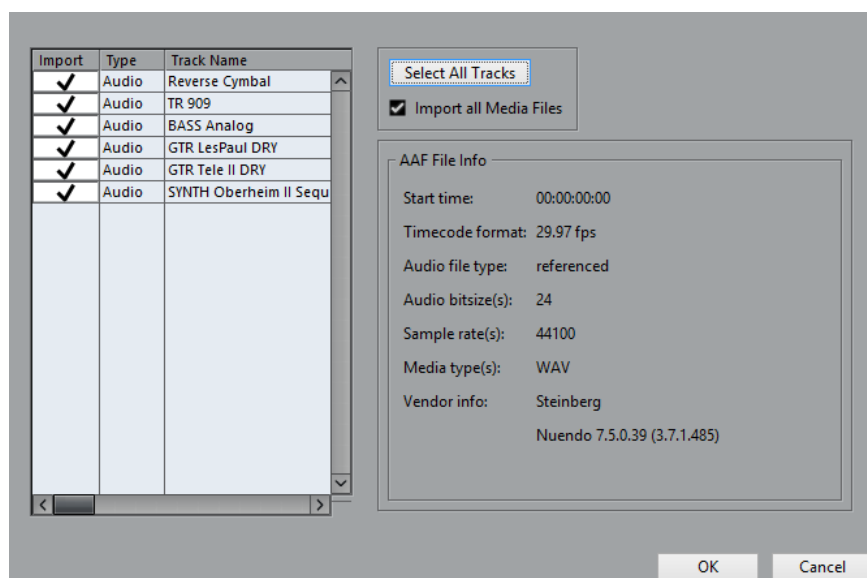 Import Type Track Name
Audio Reverse Cymbal
Audio TR 909
Audio BASS Analog
Audio GTR LesPaul DRY
Audio GTR Tele II DRY
Audio SYNTH Oberheim II Sequ
Select All Tracks
Import all Media Files
AAF File Info
Start time: 00:00:00:00
Timecode format: 29.97 fps
Audio file type: referenced
Audio bitsize(s): 24
Sample rate(s): 44100
Media type(s): WAV
Vendor info: Steinberg
Nuendo 7.5.0.39 (3.7.1.485)
OK Cancel